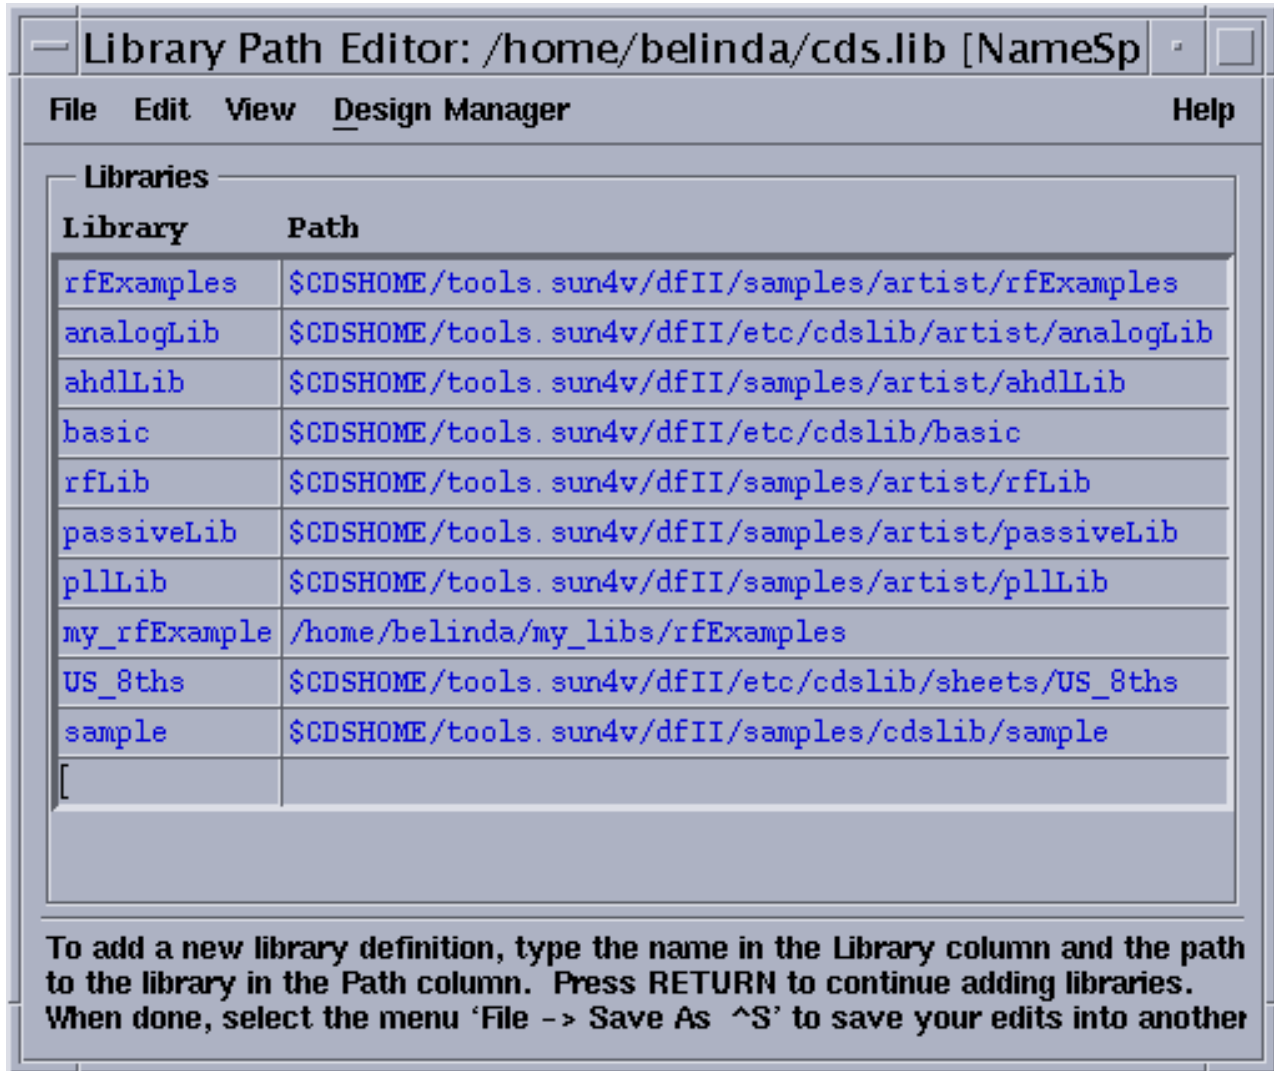 Library Path Editor: /home/belinda/cds.lib [NameSp
File Edit View Design Manager Help
Libraries
Library Path
rfExamples $CDSHOME/tools.sun4v/dfII/samples/artist/rfExamples
analogLib $CDSHOME/tools.sun4v/dfII/etc/cdslib/artist/analogLib
ahdlLib $CDSHOME/tools.sun4v/dfII/samples/artist/ahdlLib
basic $CDSHOME/tools.sun4v/dfII/etc/cdslib/basic
rfLib $CDSHOME/tools.sun4v/dfII/samples/artist/rfLib
passiveLib $CDSHOME/tools.sun4v/dfII/samples/artist/passiveLib
pllLib $CDSHOME/tools.sun4v/dfII/samples/artist/pllLib
my_rfExample /home/belinda/my_libs/rfExamples
US_8ths $CDSHOME/tools.sun4v/dfII/etc/cdslib/sheets/US_8ths
sample $CDSHOME/tools.sun4v/dfII/samples/cdslib/sample
[
To add a new library definition, type the name in the Library column and the path
to the library in the Path column. Press RETURN to continue adding libraries.
When done, select the menu ‘File -> Save As ^S’ to save your edits into another